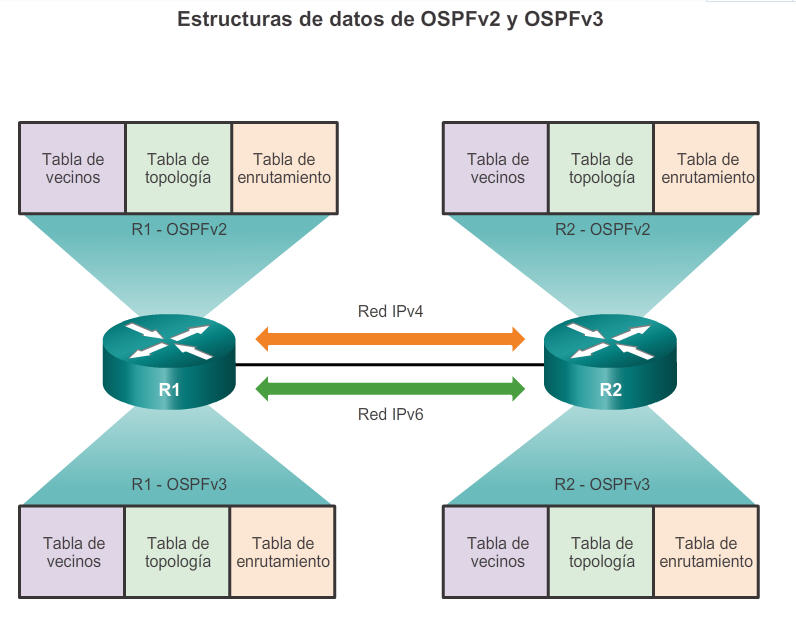 Estructuras de datos de OSPFv2 y OSPFv3
Tabla de
vecinos
Tabla de
topología
Tabla de
enrutamiento
R1 - OSPFv2
Tabla de
vecinos
Tabla de
topología
Tabla de
enrutamiento
R2 - OSPFv2
Red IPv4
R1
R2
Red IPv6
R1 - OSPFv3
Tabla de
vecinos
Tabla de
topología
Tabla de
enrutamiento
R2 - OSPFv3
Tabla de
vecinos
Tabla de
topología
Tabla de
enrutamiento